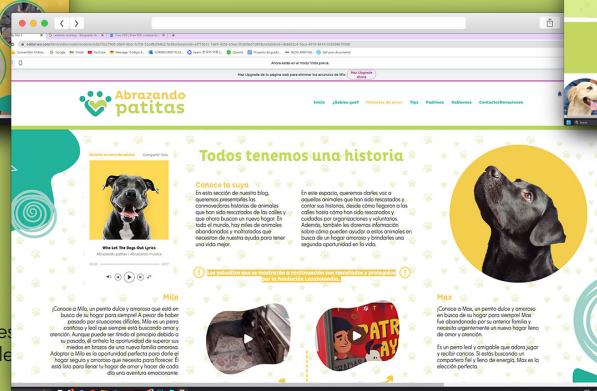 Ahora estás en el modo Vista previa
Haz Upgrade de tu página web para eliminar los anuncios de Wix
Haz Upgrade ahora
Abrazando
patitas
Inicio
¿Sabías que?
Historias de amor
Tips
Padrinos
Hablemos
Contacto/Donaciones
Todos tenemos una historia
Compartir lista
Who Let The Dogs Out Lyrics
Abrazando patitas / Abrazando música
Conoce la suya
En esta sección de nuestro blog,
queremos presentarles las
conmovedoras historias de animales
que han sido rescatados de las calles y
que ahora buscan un nuevo hogar. En
todo el mundo, hay miles de animales
abandonados y maltratados que
necesitan de nuestra ayuda para tener
una vida mejor.
En este espacio, queremos darles voz a
aquellos animales que han sido rescatados y
contar sus historias, desde cómo llegaron a las
calles hasta cómo han sido rescatados y
cuidados por organizaciones y voluntarios.
Además, también les daremos información
sobre cómo pueden ayudar a estos animales en
busca de un hogar amoroso y brindarles una
segunda oportunidad en la vida.
Los peluditos que se mostrarán a continuación son rescatados y protegidos
por la fundación
Milo
¡Conoce a Milo, un perrito dulce y amoroso que está en
busca de su hogar para siempre! A pesar de haber
pasado por situaciones difíciles, Milo es un perro
cariñoso y leal que siempre está buscando amor y
atención. Aunque puede ser tímido al principio debido a
su pasado, él anhela la oportunidad de superar sus
miedos en brazos de una nueva familia amorosa.
Adoptar a Milo es la oportunidad perfecta para darle el
hogar seguro y amoroso que necesita para florecer. Él
está listo para llenar tu hogar de amor y hacer de cada
día una aventura emocionante.
Max
¡Conoce a Max, un perrito dulce y amoroso
en busca de su hogar para siempre! Max
fue abandonado por su anterior familia y
necesita urgentemente un nuevo hogar lleno
de amor y atención.
Es un perro leal y amigable que adora jugar
y recibir caricias. Si estás buscando un
compañero fiel y lleno de energía, Max es la
elección perfecta.